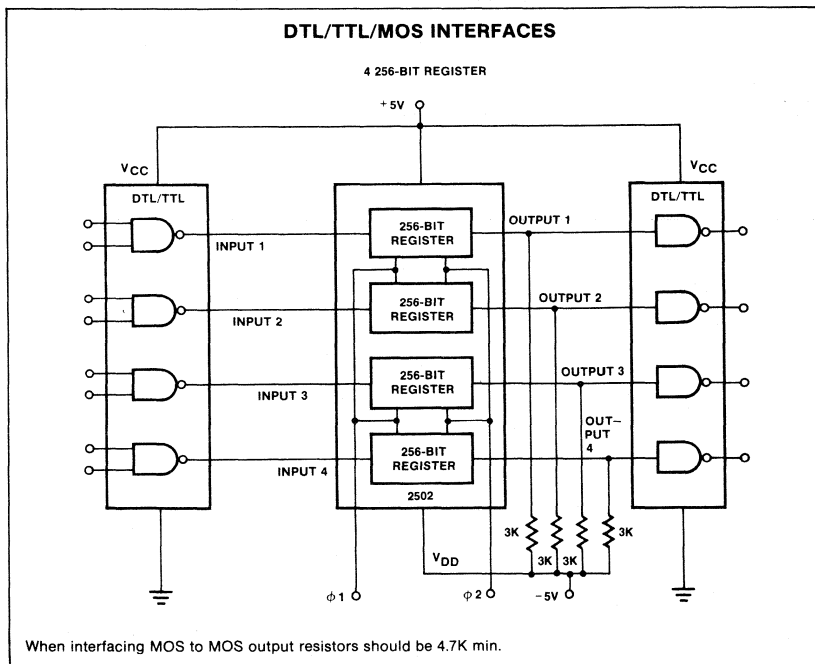 DTL/TTL/MOS INTERFACES
4 256-BIT REGISTER
+5V
VCC
VCC
DTL/TTL
DTL/TTL
256-BIT
REGISTER
OUTPUT 1
INPUT 1
256-BIT
REGISTER
OUTPUT 2
INPUT 2
256-BIT
REGISTER
OUTPUT 3
INPUT 3
OUT-
PUT
4
256-BIT
REGISTER
INPUT 4
2502
3K
3K
3K
3K
VDD
ϕ1
ϕ2
-5V
When interfacing MOS to MOS output resistors should be 4.7K min.